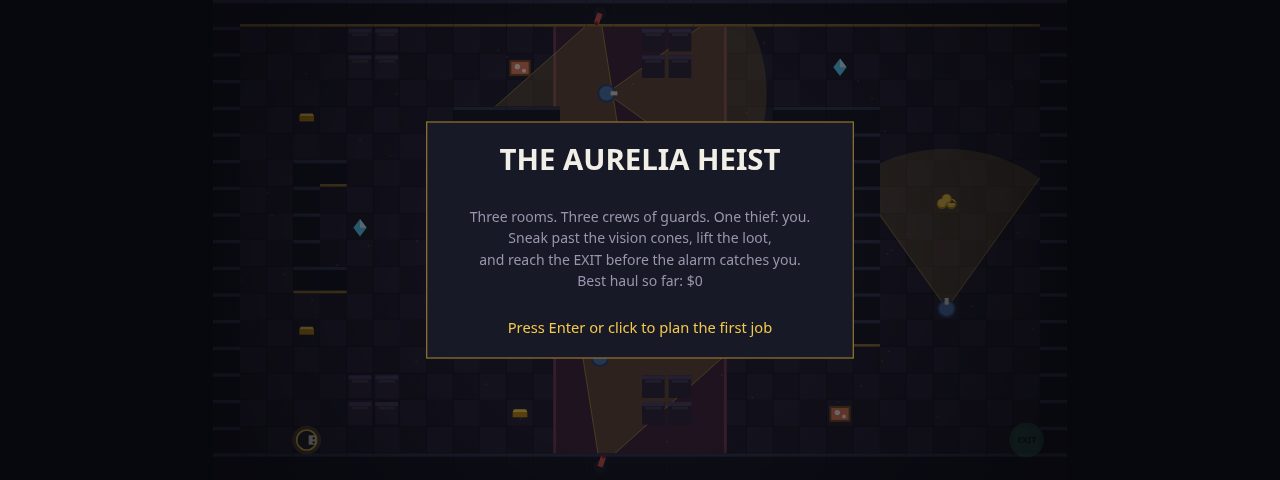 THE AURELIA HEIST
Three rooms. Three crews of guards. One thief: you.
Sneak past the vision cones, lift the loot,
and reach the EXIT before the alarm catches you.
Best haul so far: $0
Press Enter or click to plan the first job
EXIT